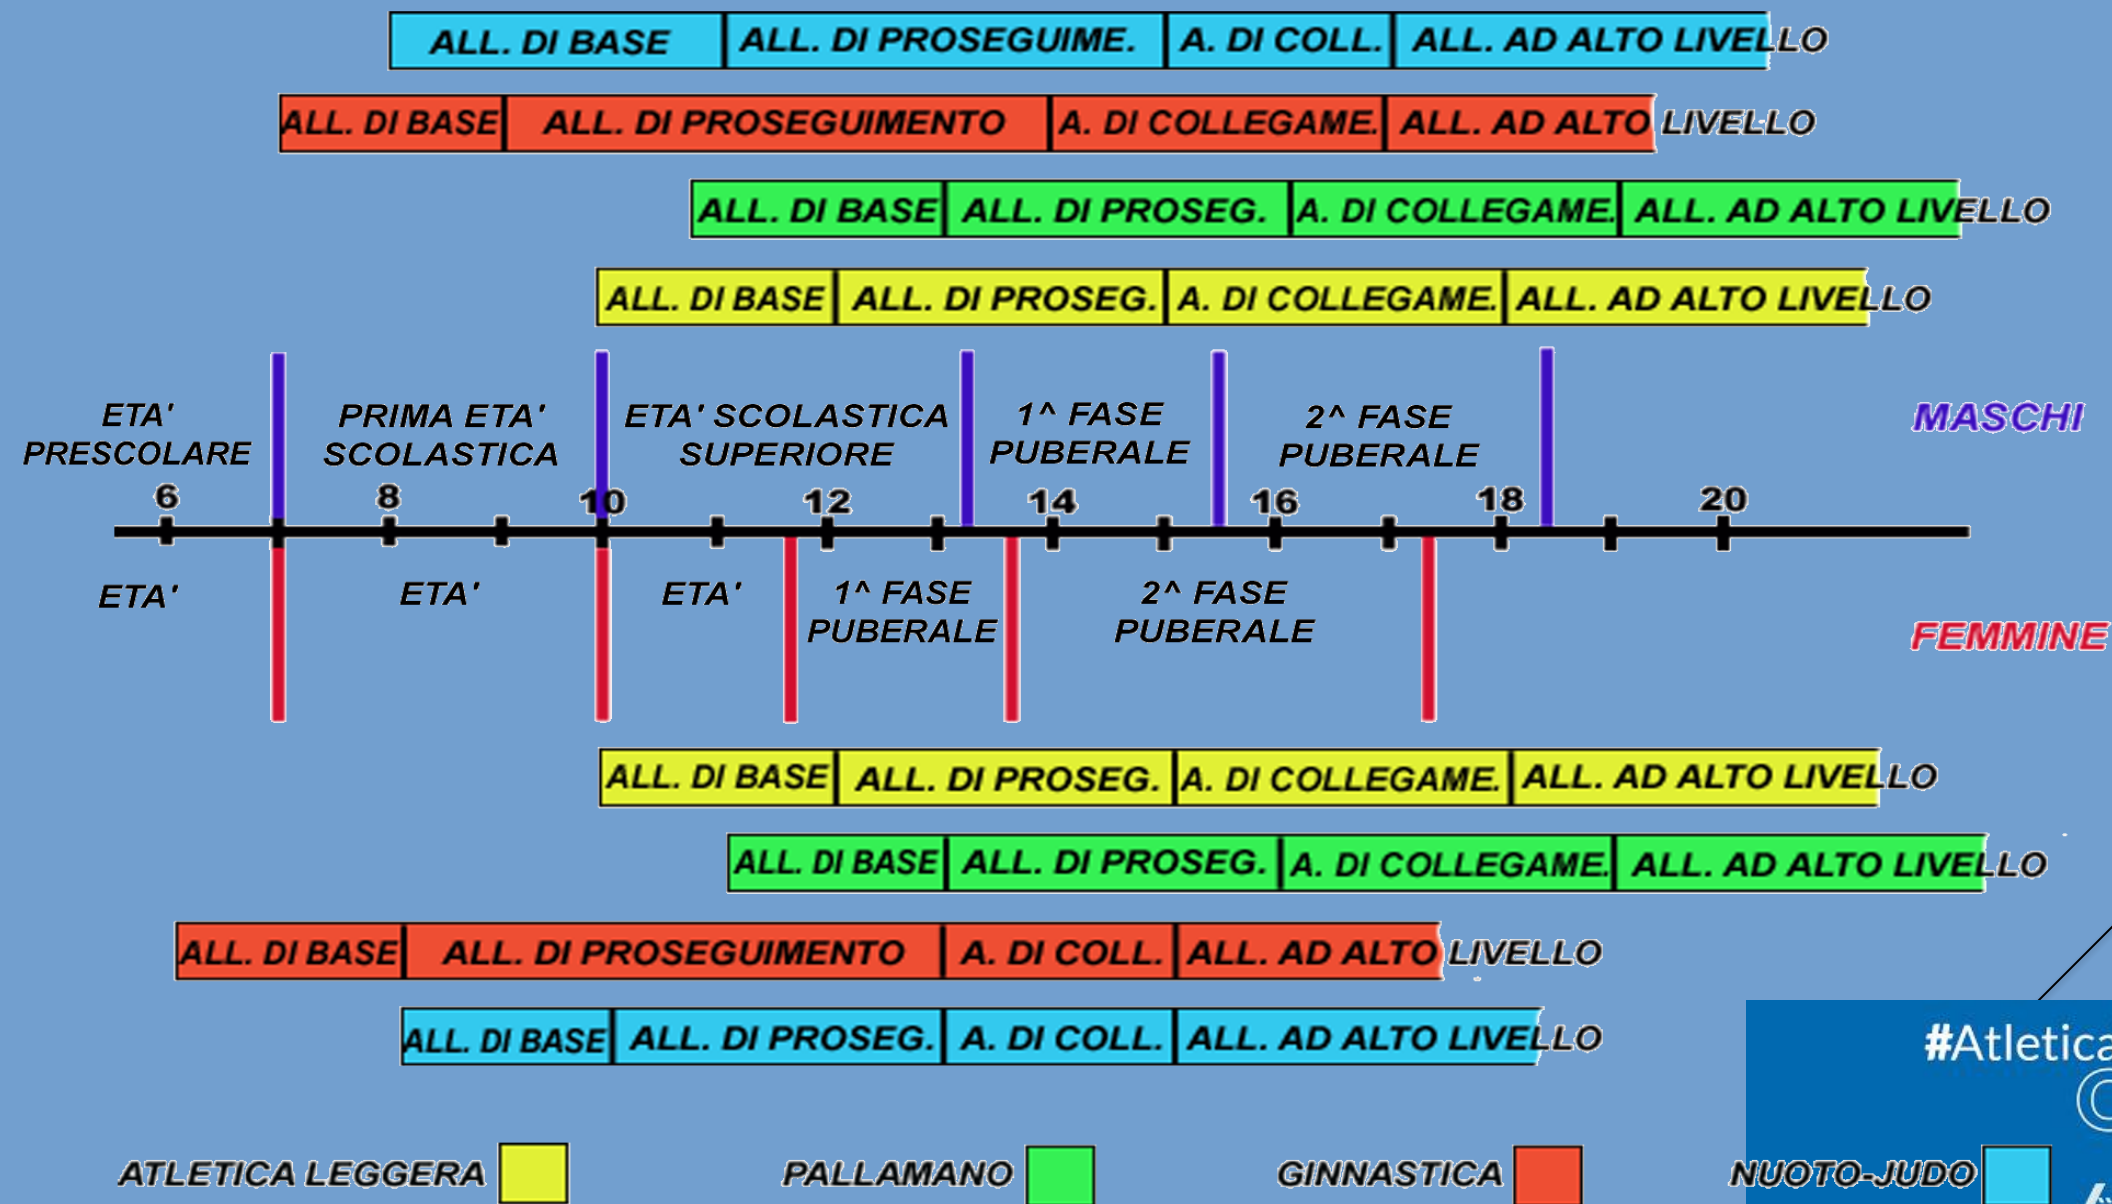 ALL. DI BASE ALL. DI PROSEGUIME. A. DI COLL. ALL. AD ALTO LIVELLO
ALL. DI BASE ALL. DI PROSEGUIMENTO A. DI COLLEGAME. ALL. AD ALTO LIVELLO
ALL. DI BASE ALL. DI PROSEG. A. DI COLLEGAME. ALL. AD ALTO LIVELLO
ALL. DI BASE ALL. DI PROSEG. A. DI COLLEGAME. ALL. AD ALTO LIVELLO
ETA' PRIMA ETA' ETA' SCOLASTICA 1^ FASE 2^ FASE MASCHI
PRESCOLARE SCOLASTICA SUPERIORE PUBERALE PUBERALE
6 8 10 12 14 16 18 20
ETA' ETA' ETA' 1^ FASE 2^ FASE
PUBERALE PUBERALE FEMMINE
ALL. DI BASE ALL. DI PROSEG. A. DI COLLEGAME. ALL. AD ALTO LIVELLO
ALL. DI BASE ALL. DI PROSEG. A. DI COLLEGAME. ALL. AD ALTO LIVELLO
ALL. DI BASE ALL. DI PROSEGUIMENTO A. DI COLL. ALL. AD ALTO LIVELLO
ALL. DI BASE ALL. DI PROSEG. A. DI COLL. ALL. AD ALTO LIVELLO
#Atletica
ATLETICA LEGGERA PALLAMANO GINNASTICA NUOTO-JUDO